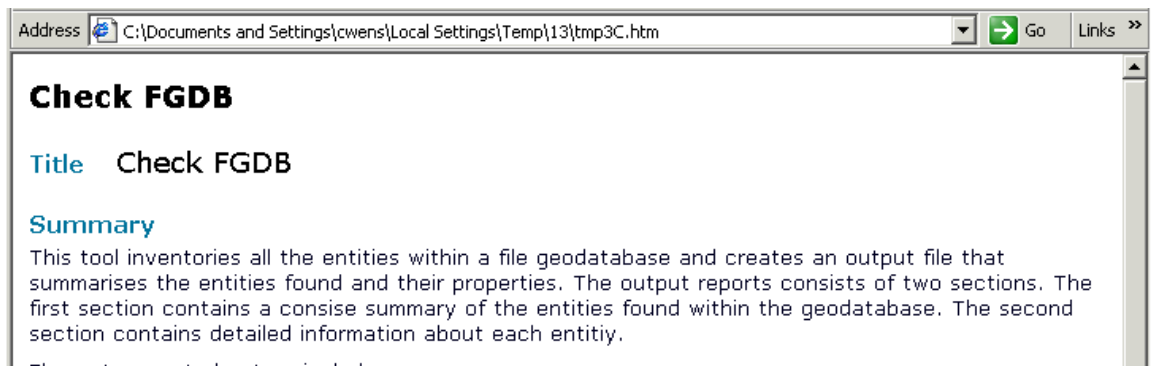 Address C:\Documents and Settings\cwens\Local Settings\Temp\13\tmp3C.htm Go Links »
Check FGDB
Title Check FGDB
Summary
This tool inventories all the entities within a file geodatabase and creates an output file that
summarises the entities found and their properties. The output reports consists of two sections. The
first section contains a consise summary of the entities found within the geodatabase. The second
section contains detailed information about each entitiy.